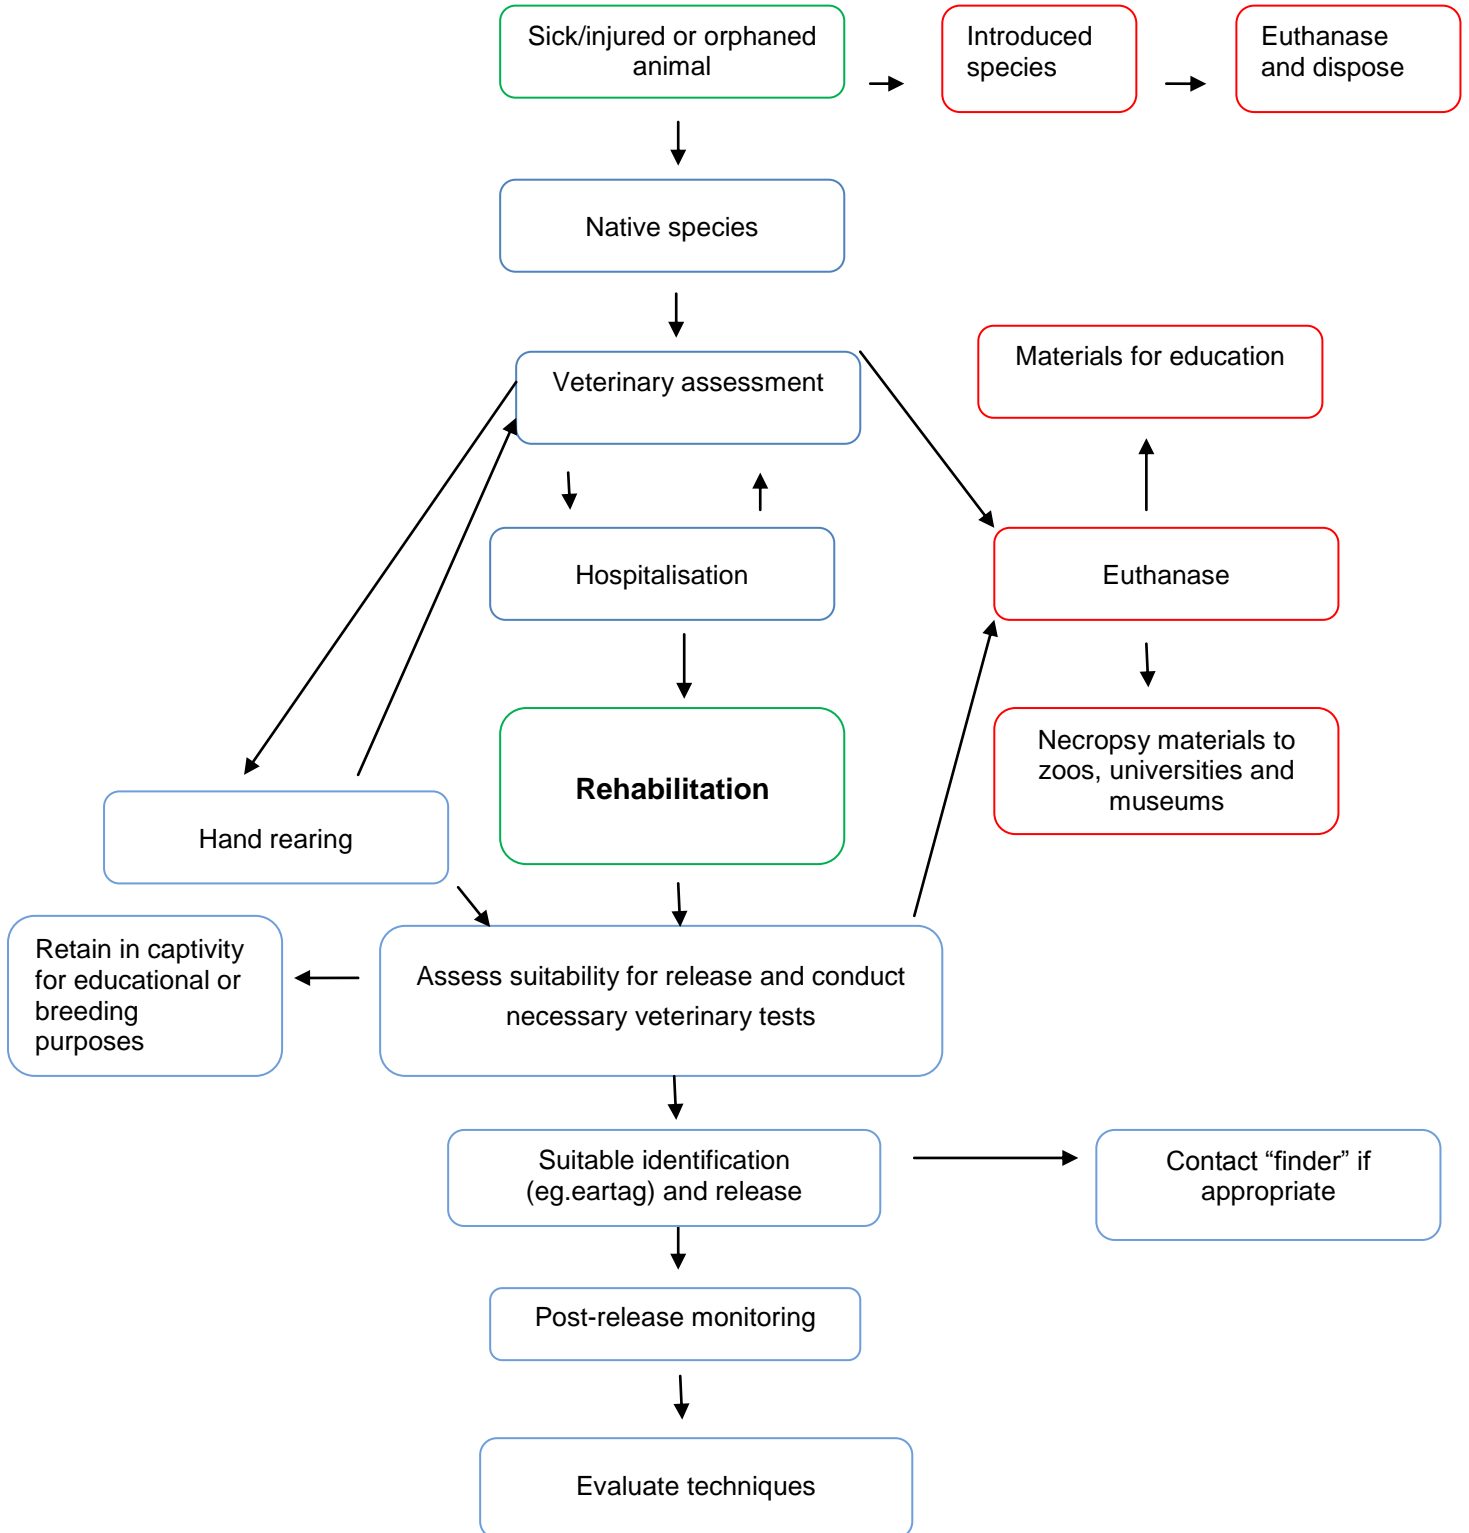 Sick/injured or orphaned
animal
Introduced
species
Euthanase
and dispose
Native species
Veterinary assessment
Materials for education
Hospitalisation
Euthanase
Rehabilitation
Necropsy materials to
zoos, universities and
museums
Hand rearing
Retain in captivity
for educational or
breeding
purposes
Assess suitability for release and conduct
necessary veterinary tests
Suitable identification
(eg.eartag) and release
Contact “finder” if
appropriate
Post-release monitoring
Evaluate techniques